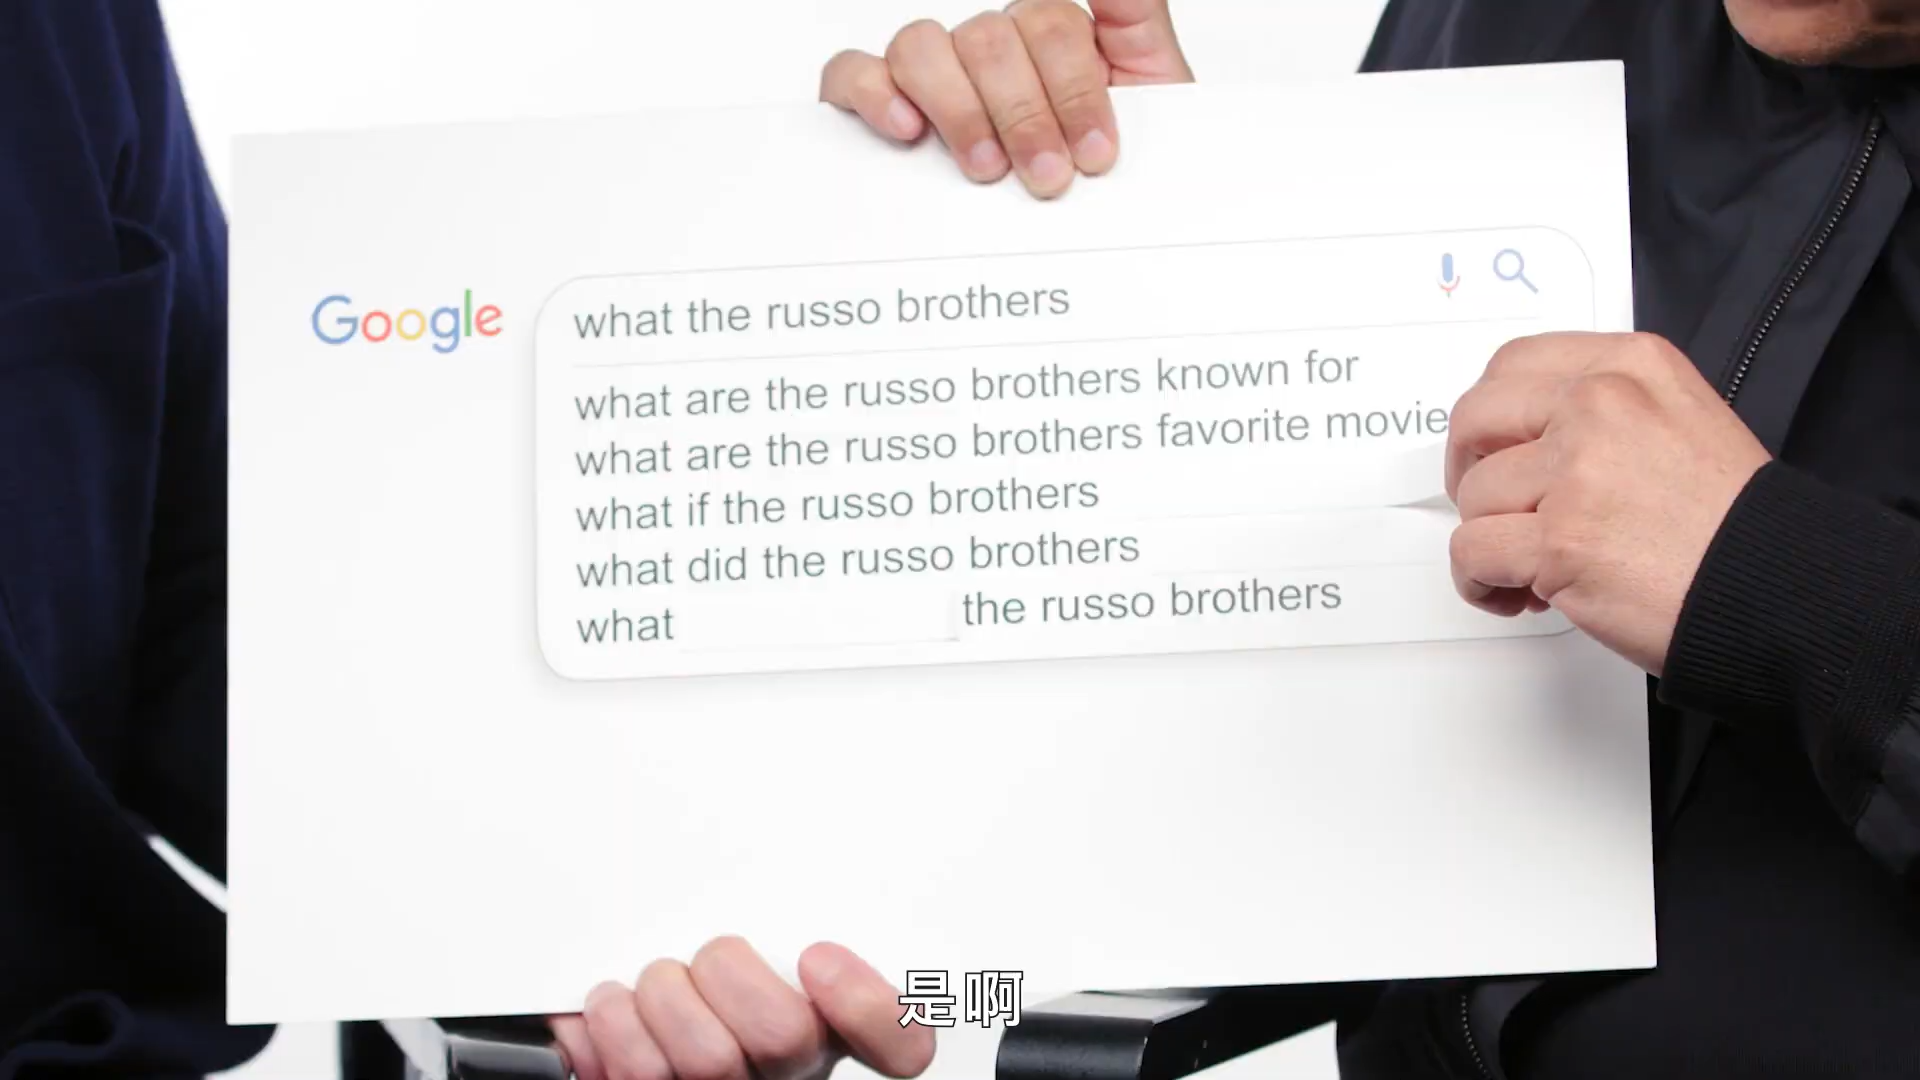 Google
what the russo brothers
what are the russo brothers known for
what are the russo brothers favorite movie
what if the russo brothers
what did the russo brothers
what the russo brothers
是啊